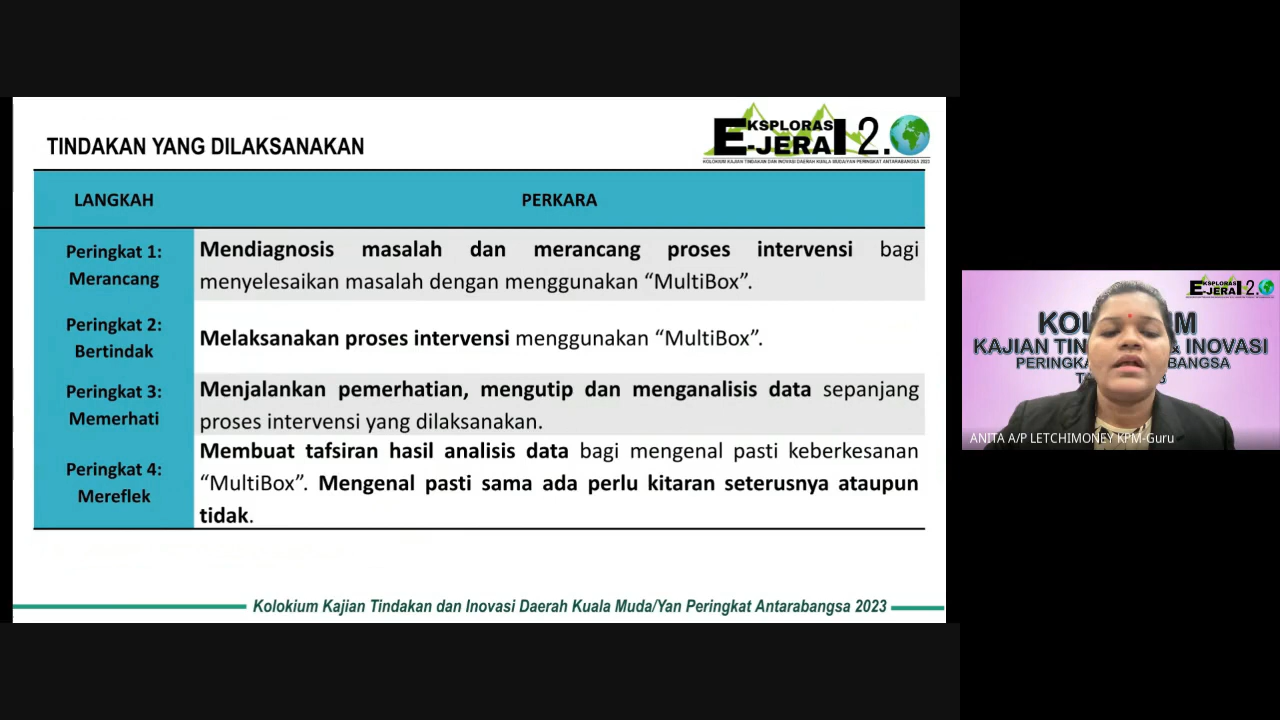 TINDAKAN YANG DILAKSANAKAN
EKSPLORASI
E-JERAI 2.0
KOLOKIUM KAJIAN TINDAKAN DAN INOVASI DAERAH KUALA MUDA/YAN PERINGKAT ANTARABANGSA 2023
LANGKAH PERKARA
Peringkat 1:
Merancang
Mendiagnosis masalah dan merancang proses intervensi bagi
menyelesaikan masalah dengan menggunakan “MultiBox”.
Peringkat 2:
Bertindak
Melaksanakan proses intervensi menggunakan “MultiBox”.
Peringkat 3:
Memerhati
Menjalankan pemerhatian, mengutip dan menganalisis data sepanjang
proses intervensi yang dilaksanakan.
Peringkat 4:
Mereflek
Membuat tafsiran hasil analisis data bagi mengenal pasti keberkesanan
“MultiBox”. Mengenal pasti sama ada perlu kitaran seterusnya ataupun
tidak.
Kolokium Kajian Tindakan dan Inovasi Daerah Kuala Muda/Yan Peringkat Antarabangsa 2023
EKSPLORASI
E-JERAI 2.0
KAJIAN & INOVASI
ANITA A/P LETCHIMONEY KPM-Guru